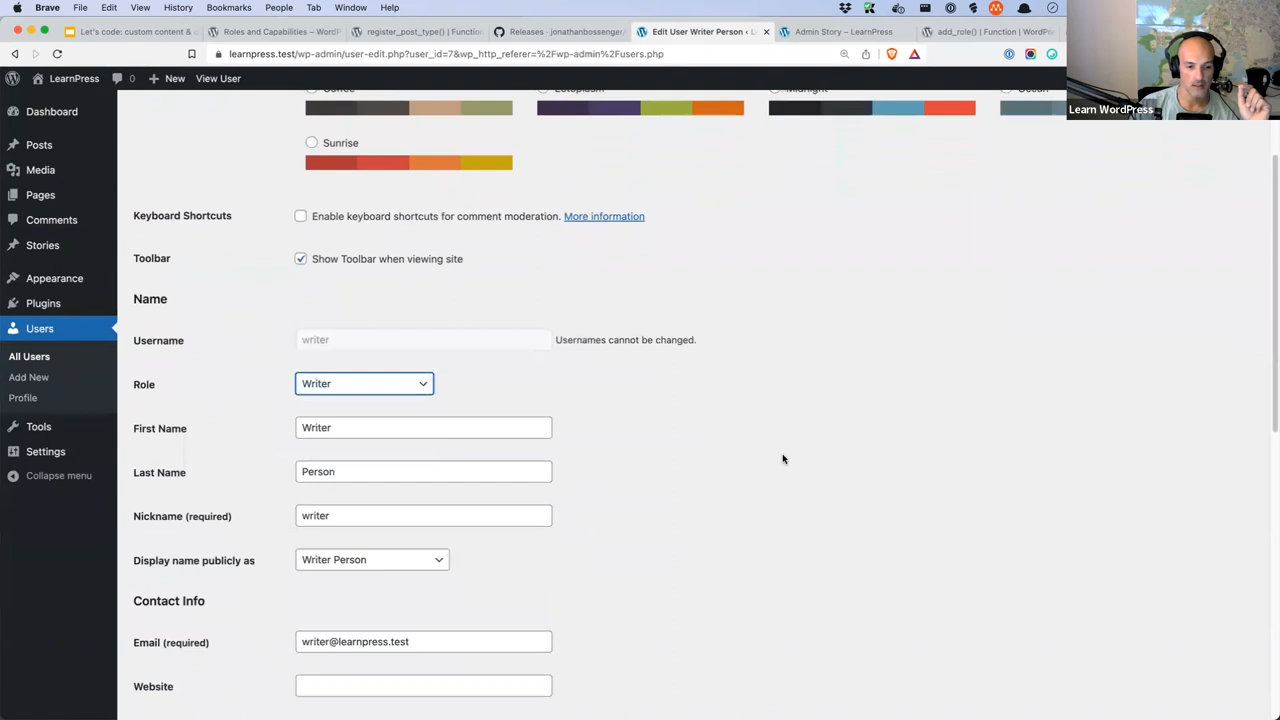 Brave File Edit View History Bookmarks People Tab Window Help
Let's code: custom content &
Roles and Capabilities – WordP
register_post_type() | Function
Releases · jonathanbossenger/
Edit User Writer Person ‹ L
Admin Story – LearnPress
add_role() | Function | WordPre
learnpress.test/wp-admin/user-edit.php?user_id=7&wp_http_referer=%2Fwp-admin%2Fusers.php
LearnPress 0 New View User
Learn WordPress
Dashboard
Posts
Media
Pages
Comments
Stories
Appearance
Plugins
Users
All Users
Add New
Profile
Tools
Settings
Collapse menu
Coffee Ectoplasm Midnight Ocean
Sunrise
Keyboard Shortcuts Enable keyboard shortcuts for comment moderation. More information
Toolbar Show Toolbar when viewing site
Name
Username writer Usernames cannot be changed.
Role Writer
First Name Writer
Last Name Person
Nickname (required) writer
Display name publicly as Writer Person
Contact Info
Email (required) writer@learnpress.test
Website